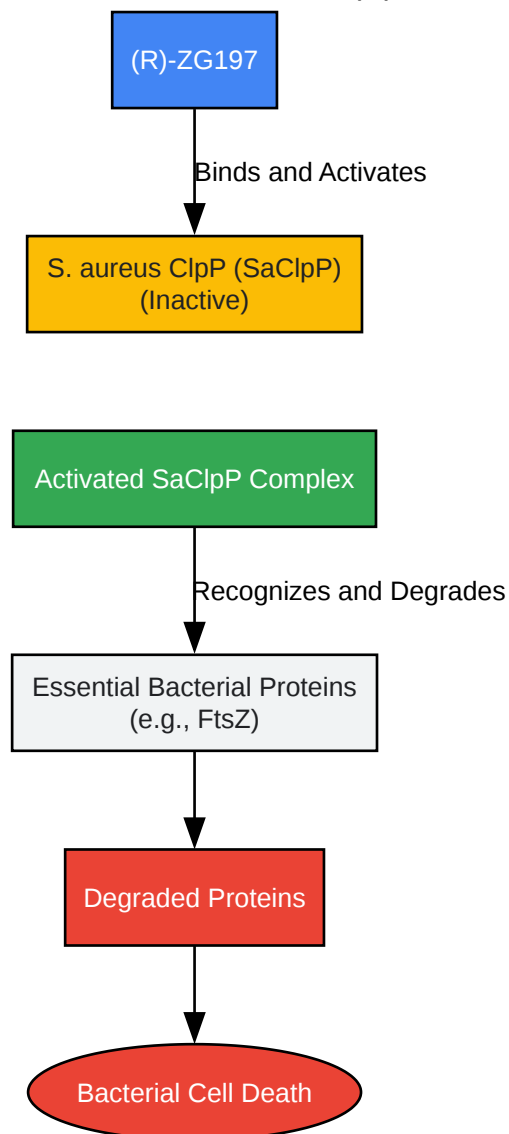 (R)-ZG197
Binds and Activates
S. aureus ClpP (SaClpP)
(Inactive)
Activated SaClpP Complex
Recognizes and Degrades
Essential Bacterial Proteins
(e.g., FtsZ)
Degraded Proteins
Bacterial Cell Death